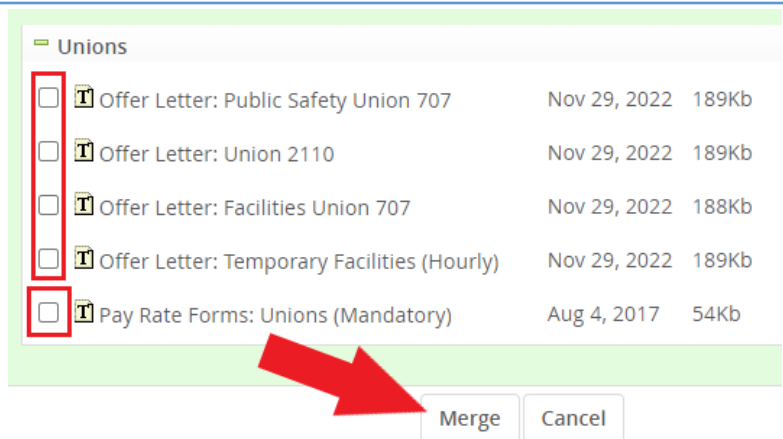 Unions
T Offer Letter: Public Safety Union 707 Nov 29, 2022 189Kb
T Offer Letter: Union 2110 Nov 29, 2022 189Kb
T Offer Letter: Facilities Union 707 Nov 29, 2022 188Kb
T Offer Letter: Temporary Facilities (Hourly) Nov 29, 2022 189Kb
T Pay Rate Forms: Unions (Mandatory) Aug 4, 2017 54Kb
Merge Cancel